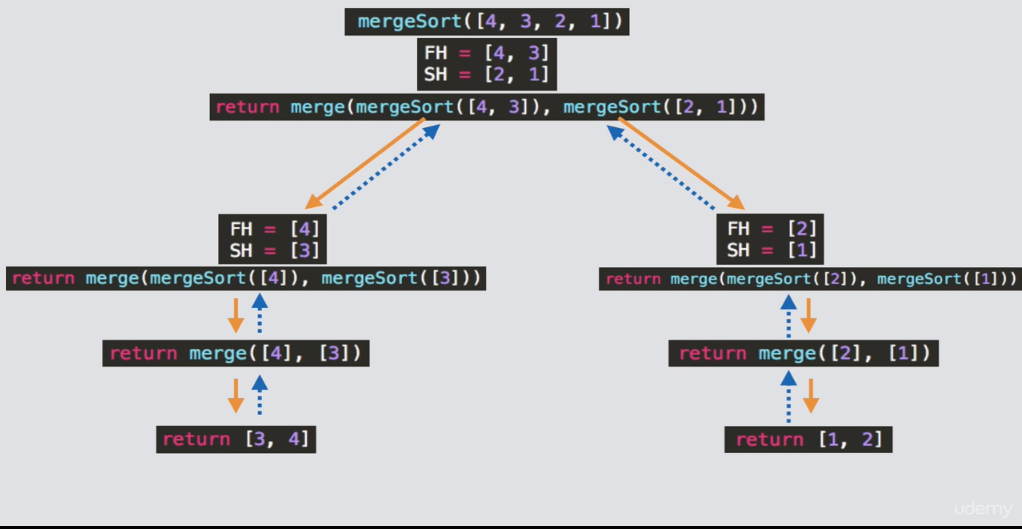 mergeSort([4, 3, 2, 1])
FH = [4, 3]
SH = [2, 1]
return merge(mergeSort([4, 3]), mergeSort([2, 1]))
FH = [4]
SH = [3]
return merge(mergeSort([4]), mergeSort([3]))
return merge([4], [3])
return [3, 4]
FH = [2]
SH = [1]
return merge(mergeSort([2]), mergeSort([1]))
return merge([2], [1])
return [1, 2]
udemy